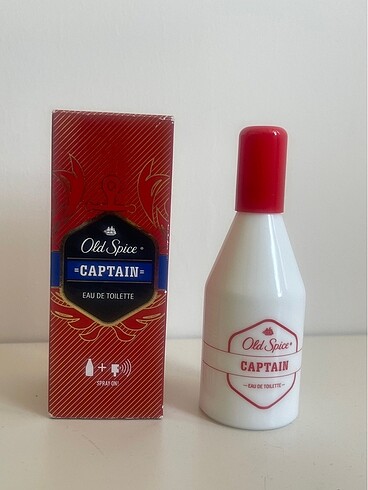 Old Spice
=CAPTAIN=
EAU DE TOILETTE
+
SPRAY ON!
Old Spice
CAPTAIN
—EAU DE TOILETTE—